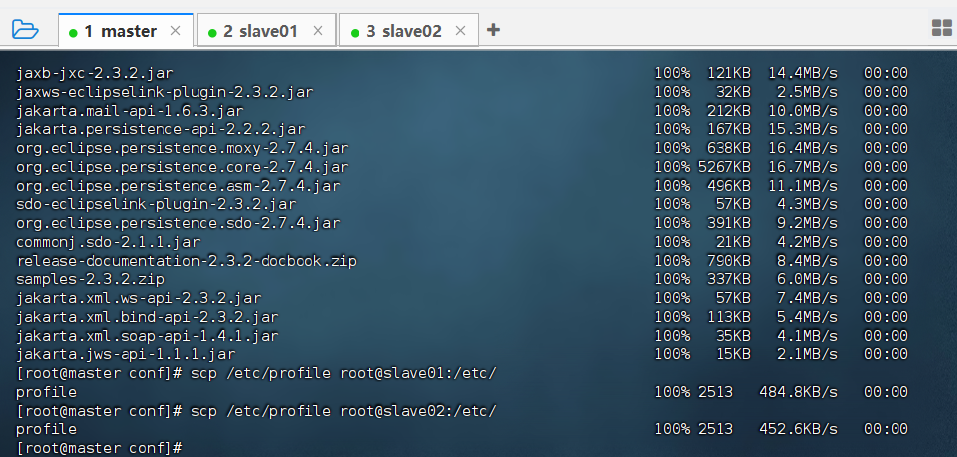 1 master × 2 slave01 × 3 slave02 × +
jaxb-jxc-2.3.2.jar 100% 121KB 14.4MB/s 00:00
jaxws-eclipselink-plugin-2.3.2.jar 100% 32KB 2.5MB/s 00:00
jakarta.mail-api-1.6.3.jar 100% 212KB 10.0MB/s 00:00
jakarta.persistence-api-2.2.2.jar 100% 167KB 15.3MB/s 00:00
org.eclipse.persistence.moxy-2.7.4.jar 100% 638KB 16.4MB/s 00:00
org.eclipse.persistence.core-2.7.4.jar 100% 5267KB 16.7MB/s 00:00
org.eclipse.persistence.asm-2.7.4.jar 100% 496KB 11.1MB/s 00:00
sdo-eclipselink-plugin-2.3.2.jar 100% 57KB 4.3MB/s 00:00
org.eclipse.persistence.sdo-2.7.4.jar 100% 391KB 9.2MB/s 00:00
commonj.sdo-2.1.1.jar 100% 21KB 4.2MB/s 00:00
release-documentation-2.3.2-docbook.zip 100% 790KB 8.4MB/s 00:00
samples-2.3.2.zip 100% 337KB 6.0MB/s 00:00
jakarta.xml.ws-api-2.3.2.jar 100% 57KB 7.4MB/s 00:00
jakarta.xml.bind-api-2.3.2.jar 100% 113KB 5.4MB/s 00:00
jakarta.xml.soap-api-1.4.1.jar 100% 35KB 4.1MB/s 00:00
jakarta.jws-api-1.1.1.jar 100% 15KB 2.1MB/s 00:00
[root@master conf]# scp /etc/profile root@slave01:/etc/
profile 100% 2513 484.8KB/s 00:00
[root@master conf]# scp /etc/profile root@slave02:/etc/
profile 100% 2513 452.6KB/s 00:00
[root@master conf]#